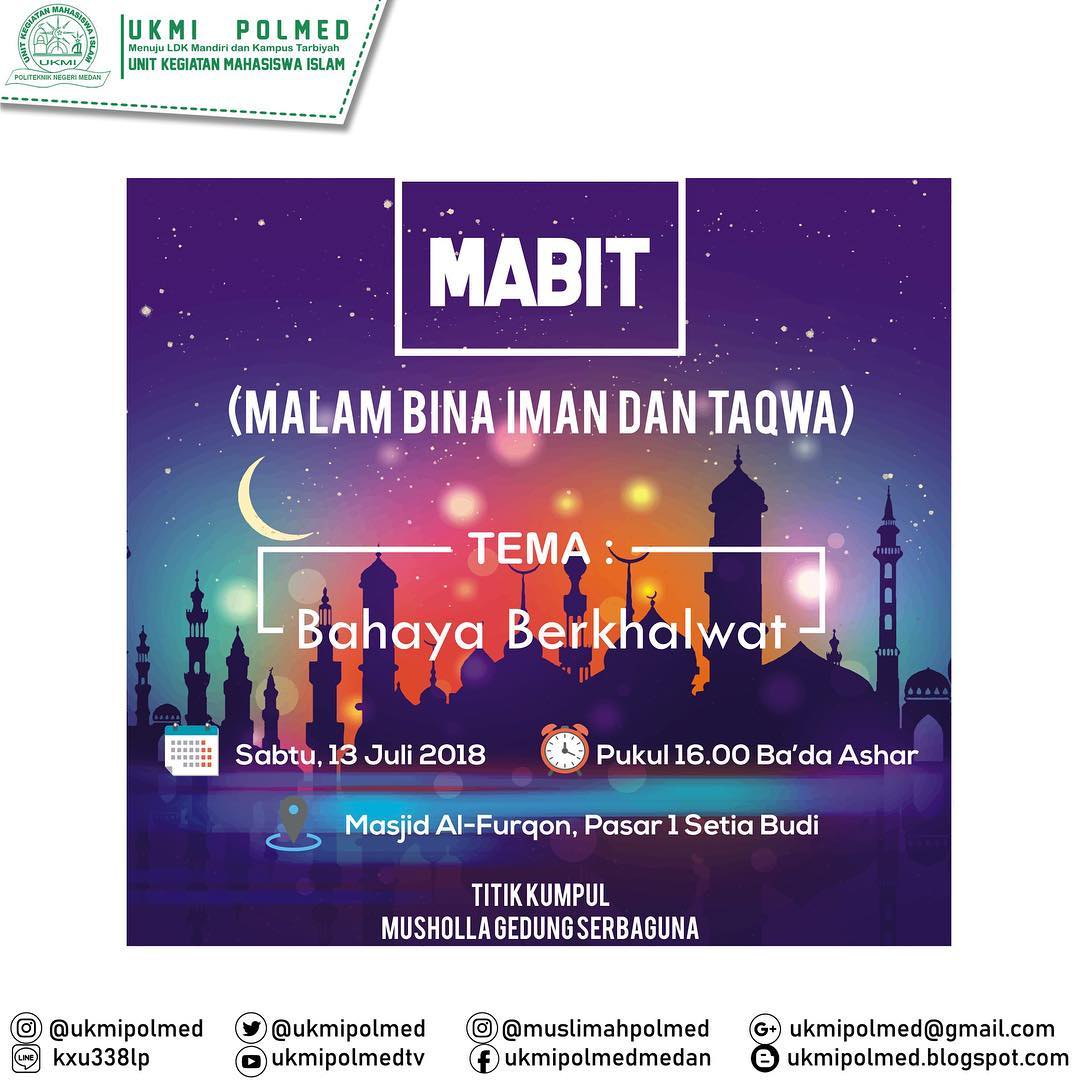 UNIT KEGIATAN MAHASISWA ISLAM
UKMI
POLITEKNIK NEGERI MEDAN
UKMI POLMED
Menuju LDK Mandiri dan Kampus Tarbiyah
UNIT KEGIATAN MAHASISWA ISLAM
MABIT
(MALAM BINA IMAN DAN TAQWA)
TEMA :
Bahaya Berkhalwat
Sabtu, 13 Juli 2018
Pukul 16.00 Ba'da Ashar
Masjid Al-Furqon, Pasar 1 Setia Budi
TITIK KUMPUL
MUSHOLLA GEDUNG SERBAGUNA
@ukmipolmed
@ukmipolmed
@muslimahpolmed
G+ ukmipolmed@gmail.com
LINE kxu338lp
ukmipolmedtv
ukmipolmedmedan
ukmipolmed.blogspot.com